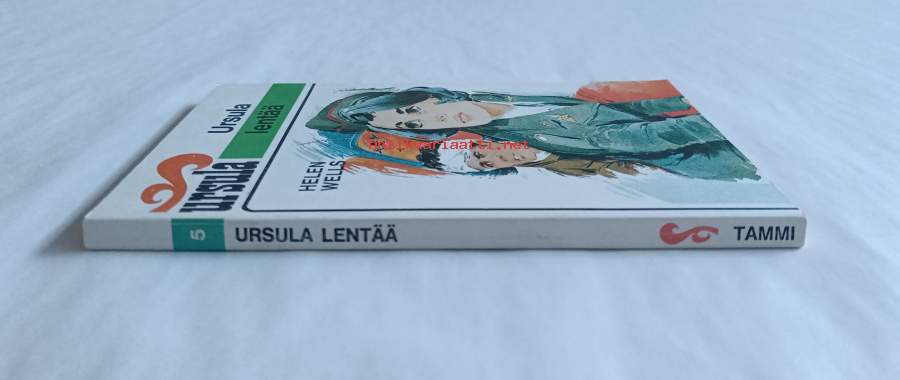 Ursula
lentää
ursula
HELEN
WELLS
5 URSULA LENTÄÄ TAMMI